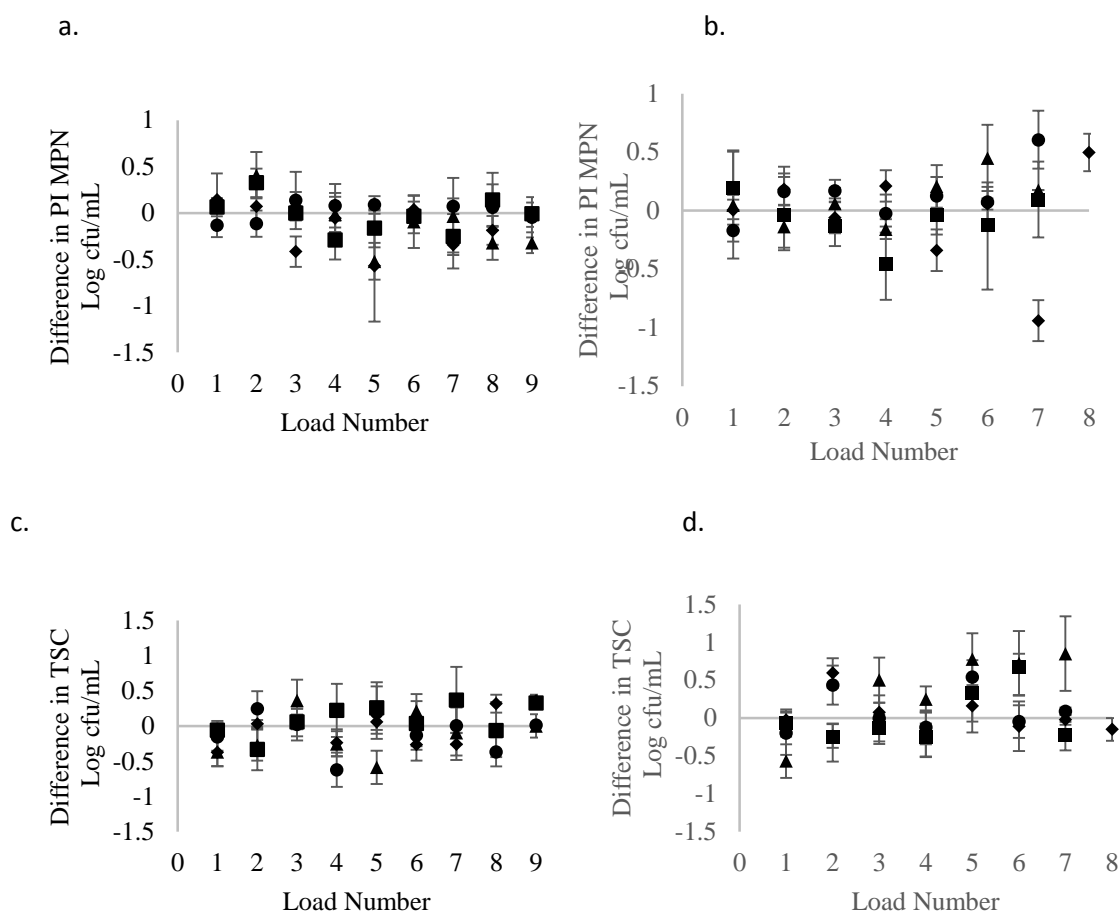 a.
Difference in PI MPN
Log cfu/mL
1
0.5
0
-0.5
-1
-1.5
0 1 2 3 4 5 6 7 8 9
Load Number
b.
Difference in PI MPN
Log cfu/mL
1
0.5
0
-0.5
-1
-1.5
0 1 2 3 4 5 6 7 8
Load Number
c.
Difference in TSC
Log cfu/mL
1.5
1
0.5
0
-0.5
-1
-1.5
0 1 2 3 4 5 6 7 8 9
Load Number
d.
Difference in TSC
Log cfu/mL
1.5
1
0.5
0
-0.5
-1
-1.5
0 1 2 3 4 5 6 7 8
Load Number